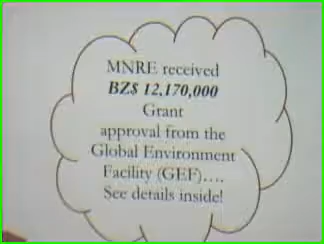 MNRE received
BZ$ 12,170,000
Grant
approval from the
Global Environment
Facility (GEF)....
See details inside!